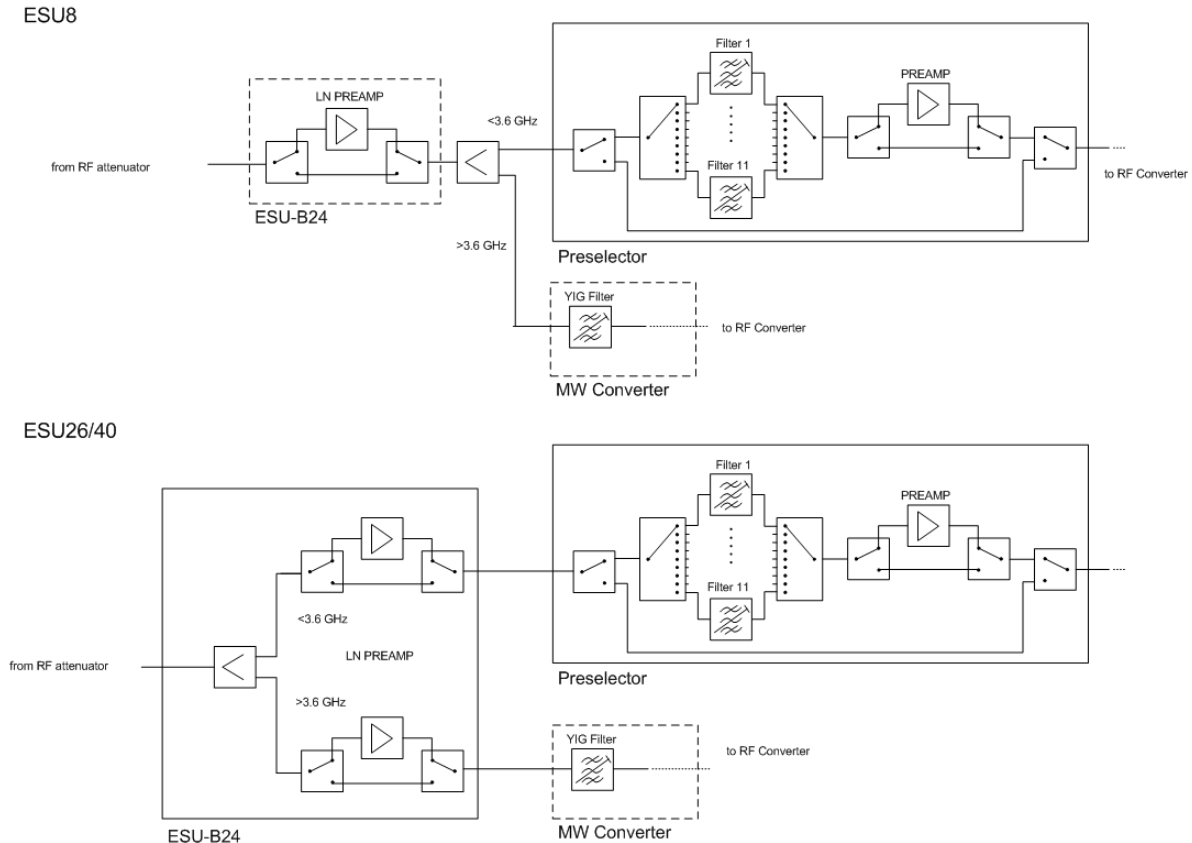 ESU8
Filter 1
PREAMP
LN PREAMP
<3.6 GHz
from RF attenuator
Filter 11
to RF Converter
ESU-B24
>3.6 GHz
Preselector
YIG Filter
to RF Converter
MW Converter
ESU26/40
Filter 1
PREAMP
Filter 11
<3.6 GHz
LN PREAMP
from RF attenuator
Preselector
>3.6 GHz
YIG Filter
to RF Converter
ESU-B24
MW Converter